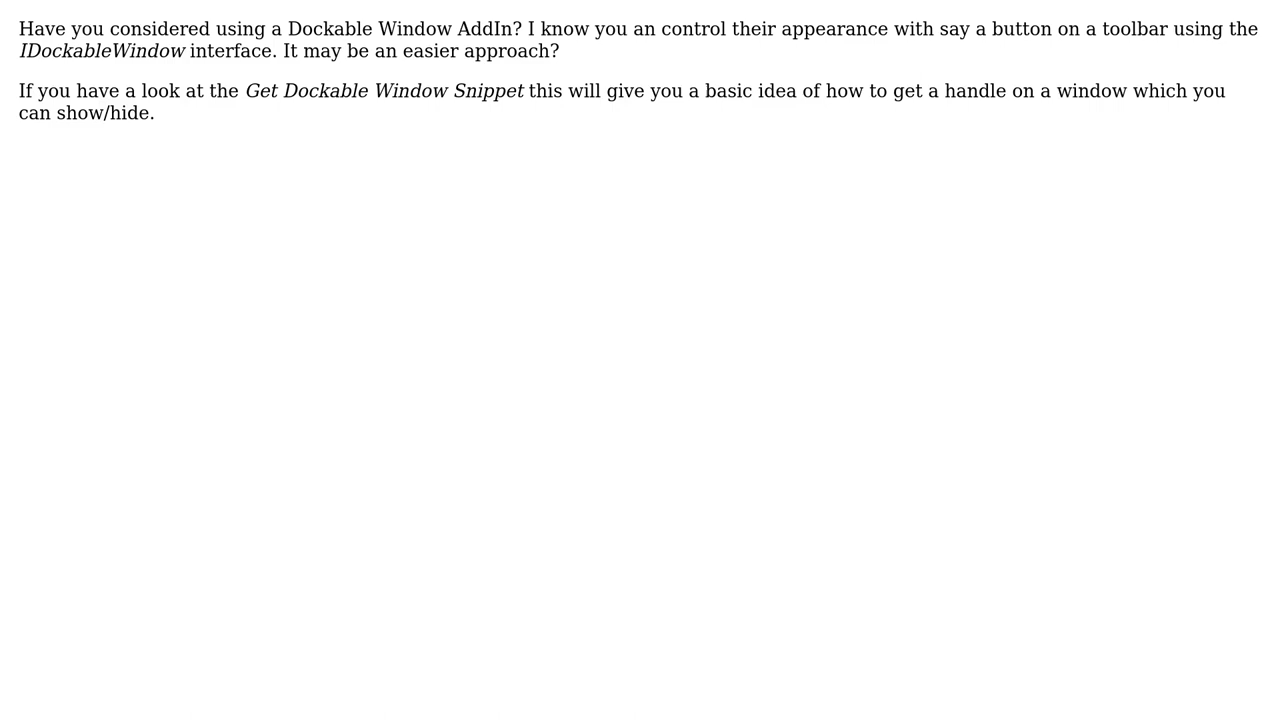 Have you considered using a Dockable Window AddIn? I know you an control their appearance with say a button on a toolbar using the
IDockableWindow interface. It may be an easier approach?
If you have a look at the Get Dockable Window Snippet this will give you a basic idea of how to get a handle on a window which you
can show/hide.